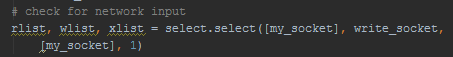 # check for network input
rlist, wlist, xlist = select.select([my_socket], write_socket,
[my_socket], 1)